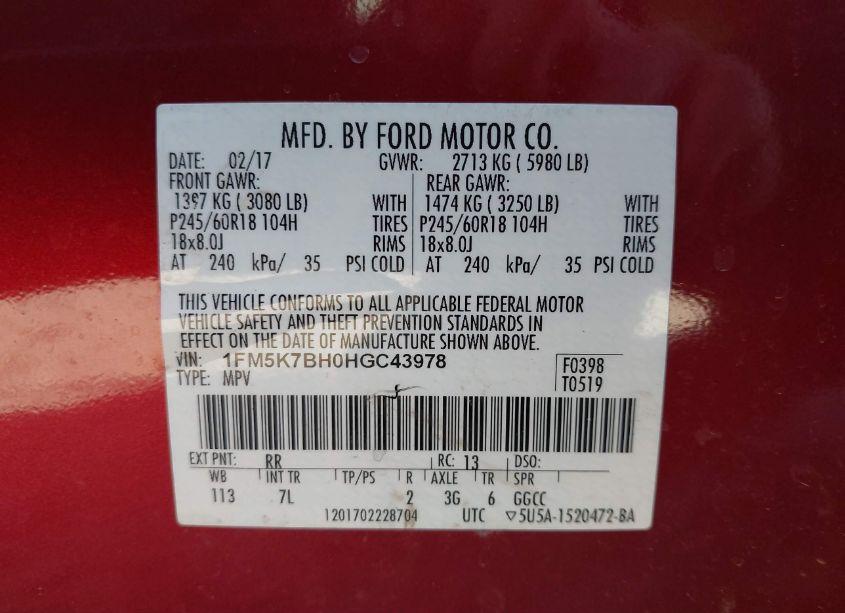 MFD. BY FORD MOTOR CO.
DATE: 02/17 GVWR: 2713 KG ( 5980 LB)
FRONT GAWR: REAR GAWR:
1397 KG ( 3080 LB) WITH 1474 KG ( 3250 LB) WITH
P245/60R18 104H TIRES P245/60R18 104H TIRES
18x8.0J RIMS 18x8.0J RIMS
AT 240 kPa/ 35 PSI COLD AT 240 kPa/ 35 PSI COLD
THIS VEHICLE CONFORMS TO ALL APPLICABLE FEDERAL MOTOR
VEHICLE SAFETY AND THEFT PREVENTION STANDARDS IN
EFFECT ON THE DATE OF MANUFACTURE SHOWN ABOVE.
VIN: 1FM5K7BH0HGC43978 F0398
TYPE: MPV T0519
EXT PNT: RR RC: 13 DSO:
WB INT TR TP/PS R AXLE TR SPR
113 7L 2 3G 6 GGCC
1201702228704 UTC ▽5U5A-1520472-BA